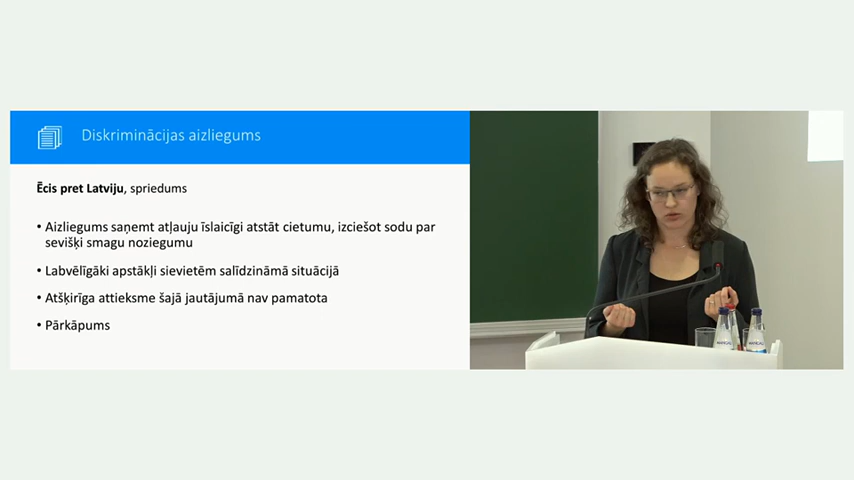 Diskriminācijas aizliegums
Ēcis pret Latviju, spriedums
• Aizliegums saņemt atļauju īslaicīgi atstāt cietumu, izciešot sodu par
sevišķi smagu noziegumu
• Labvēlīgāki apstākļi sievietēm salīdzināmā situācijā
• Atšķirīga attieksme šajā jautājumā nav pamatota
• Pārkāpums